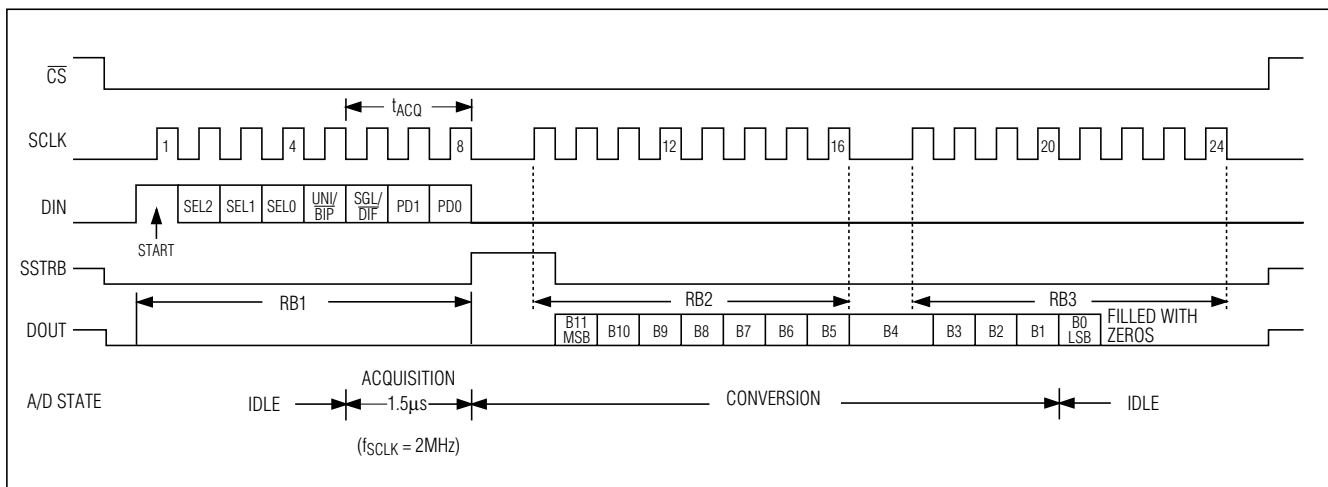 CS
tACQ
SCLK 1 4 8 12 16 20 24
DIN SEL2 SEL1 SEL0 UNI/BIP SGL/DIF PD1 PD0
START
SSTRB
RB1 RB2 RB3
DOUT B11 MSB B10 B9 B8 B7 B6 B5 B4 B3 B2 B1 B0 LSB FILLED WITH ZEROS
A/D STATE IDLE ACQUISITION 1.5μs CONVERSION IDLE
(fSCLK = 2MHz)